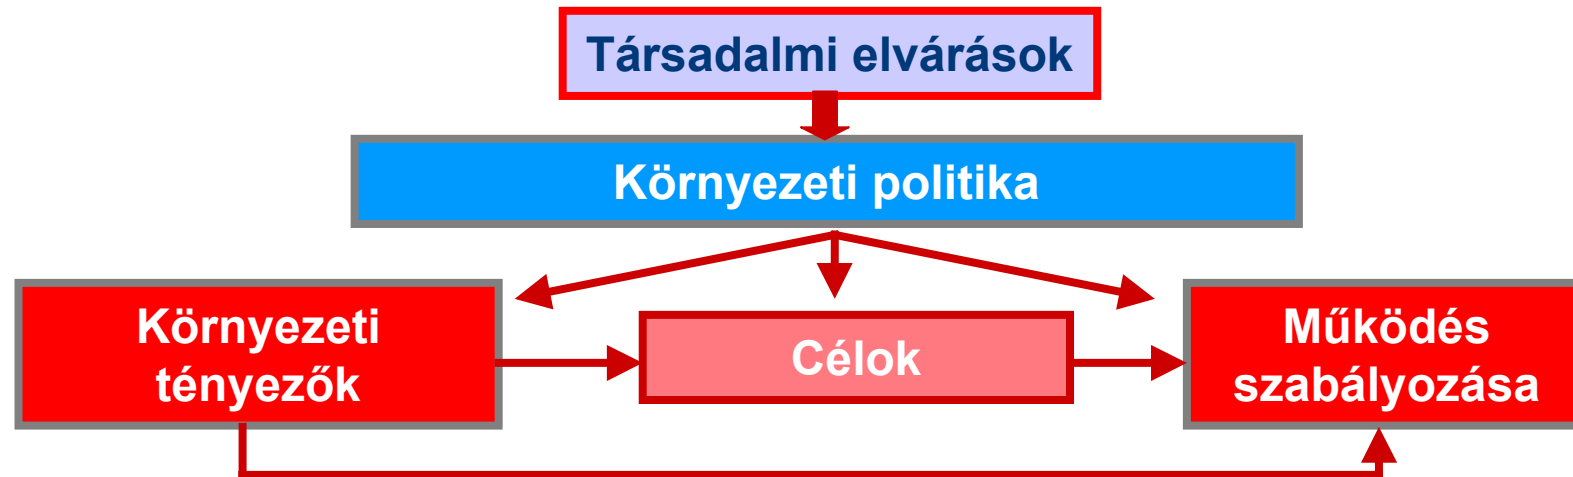 Társadalmi elvárások
Környezeti politika
Környezeti
tényezők
Célok
Működés
szabályozása